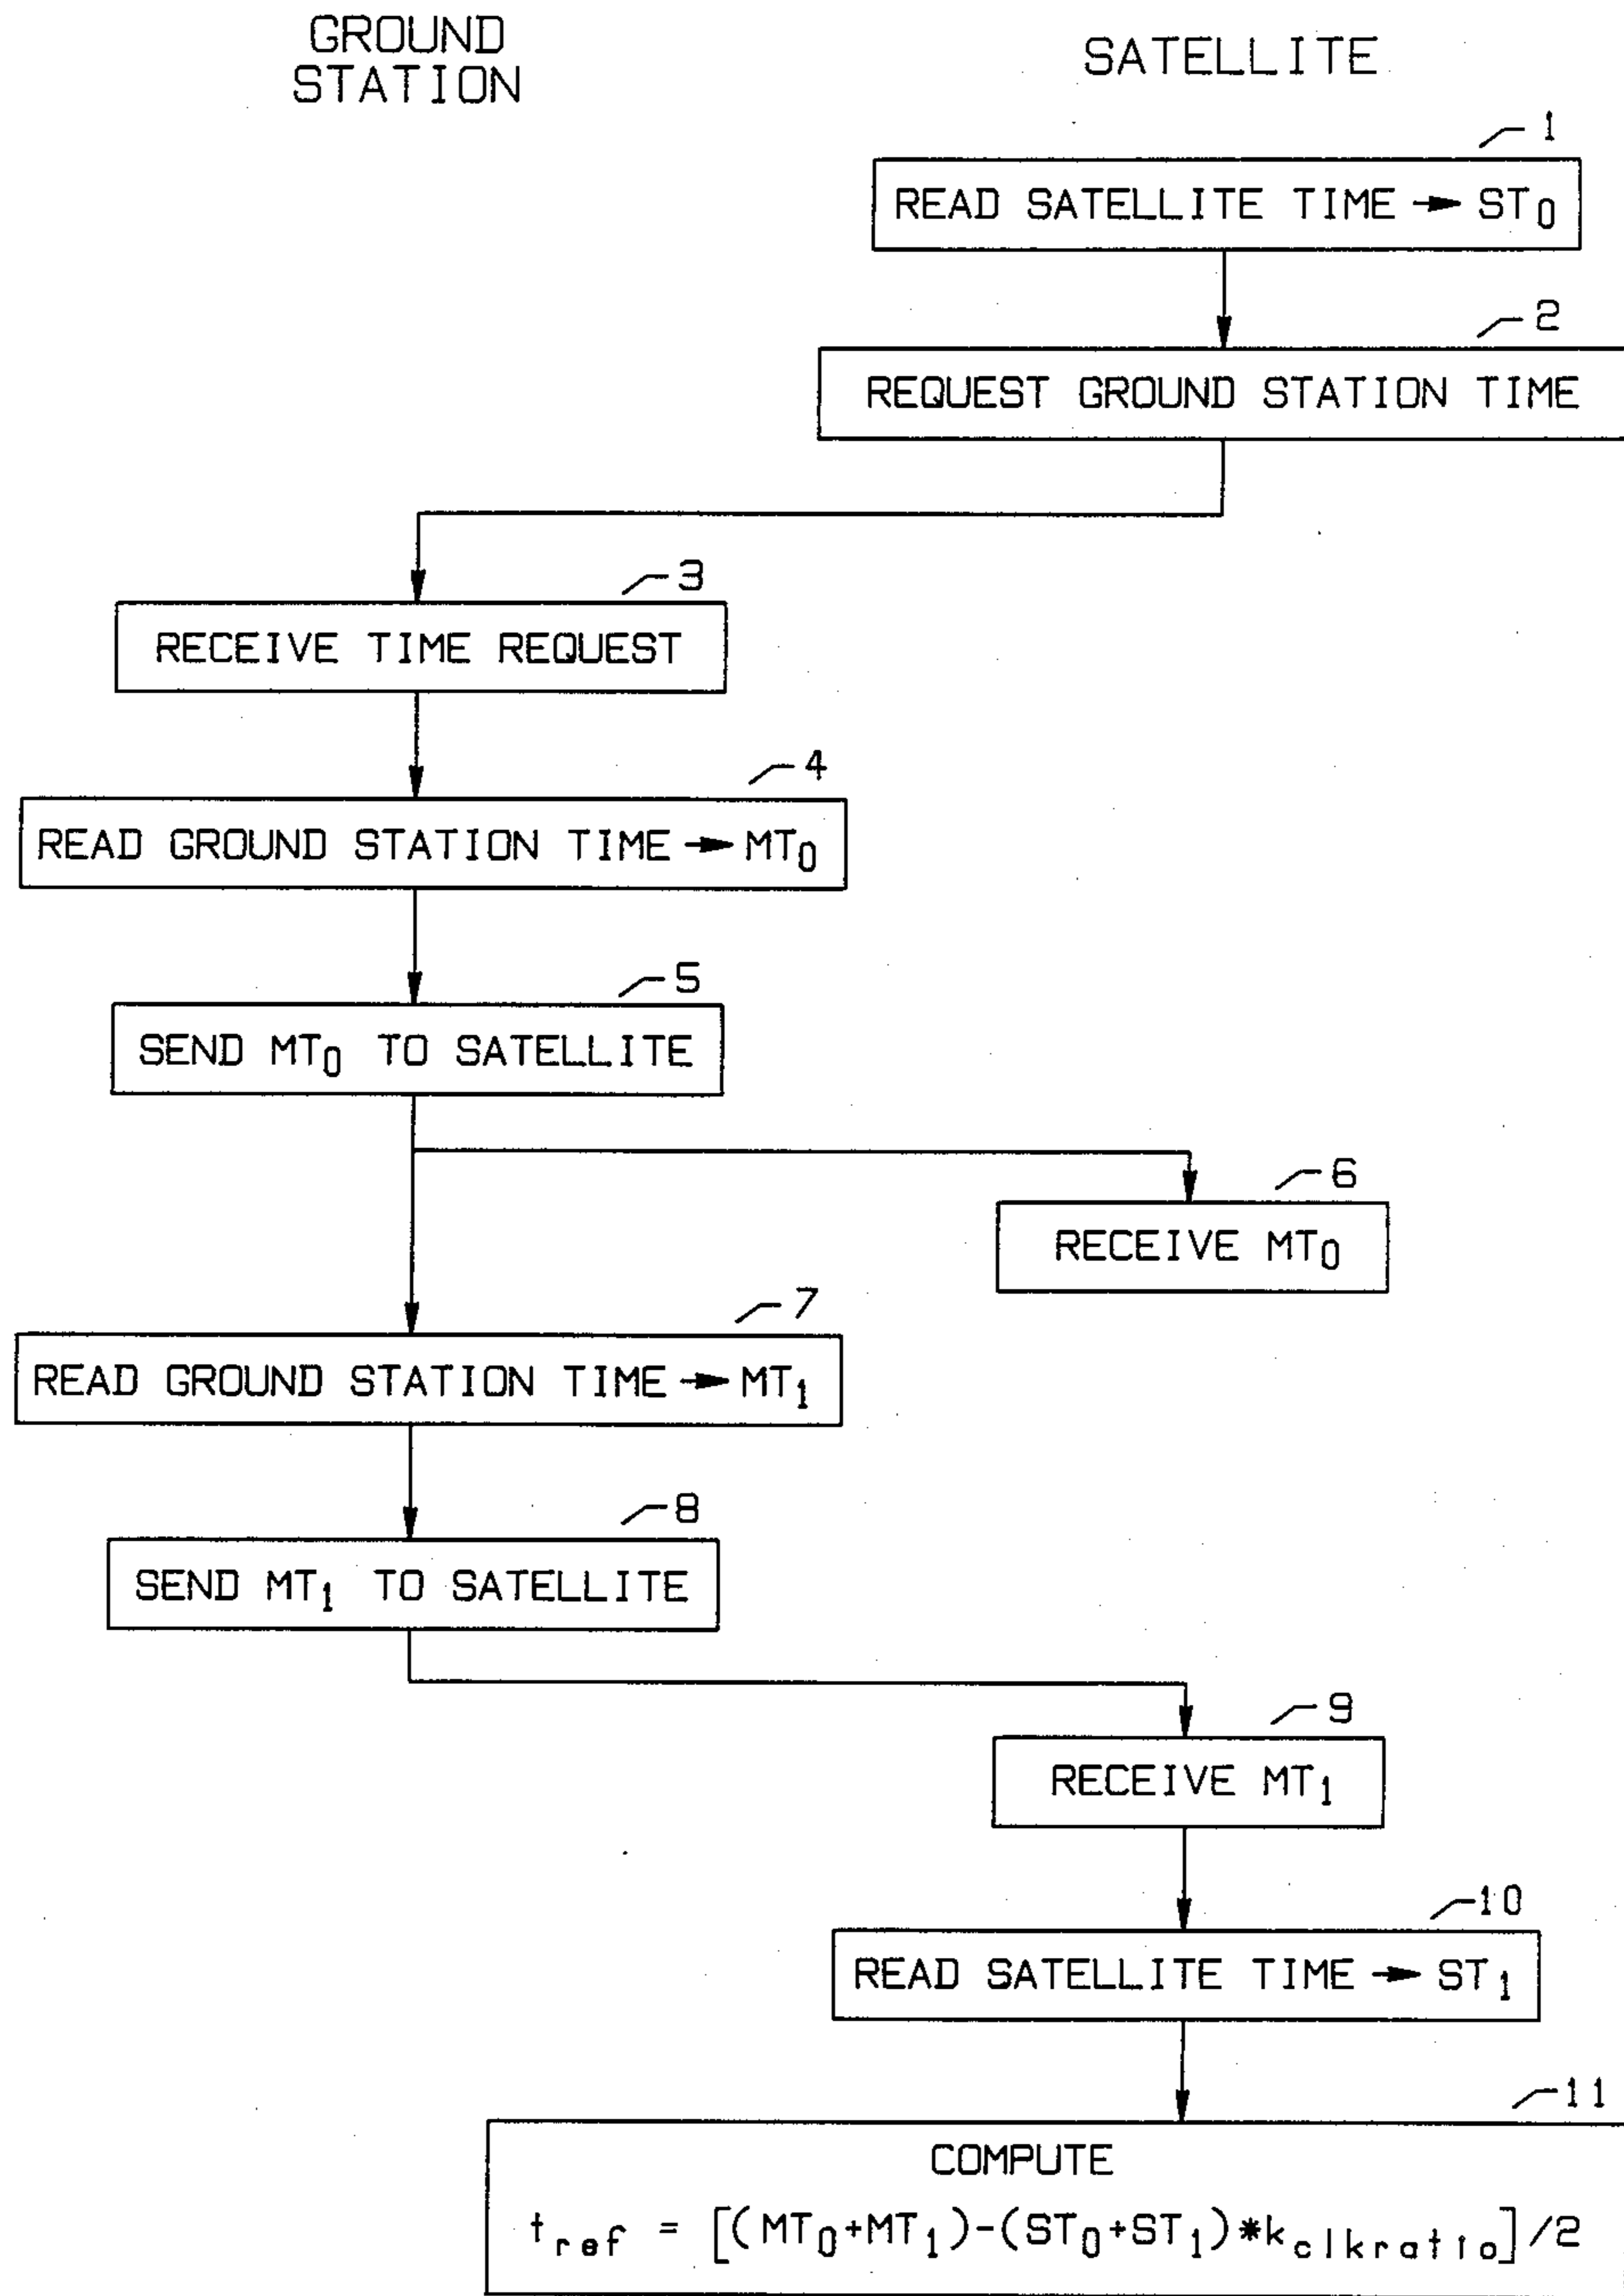 GROUND
STATION
SATELLITE
1
READ SATELLITE TIME → ST₀
2
REQUEST GROUND STATION TIME
3
RECEIVE TIME REQUEST
4
READ GROUND STATION TIME → MT₀
5
SEND MT₀ TO SATELLITE
6
RECEIVE MT₀
7
READ GROUND STATION TIME → MT₁
8
SEND MT₁ TO SATELLITE
9
RECEIVE MT₁
10
READ SATELLITE TIME → ST₁
11
COMPUTE
t_ref = [(MT₀+MT₁)-(ST₀+ST₁)*k_clkratio]/2